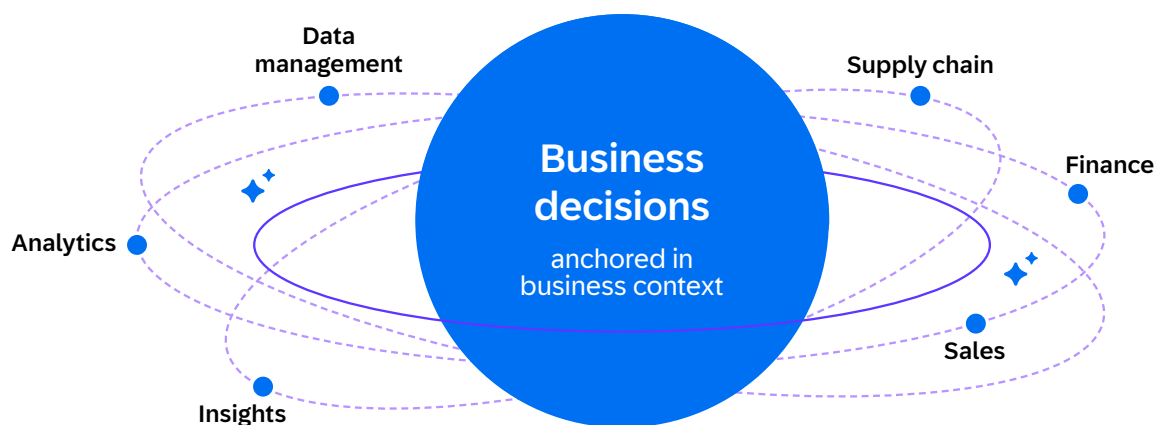 Data
management
Supply chain
Business
decisions
Finance
Analytics
anchored in
business context
Sales
Insights